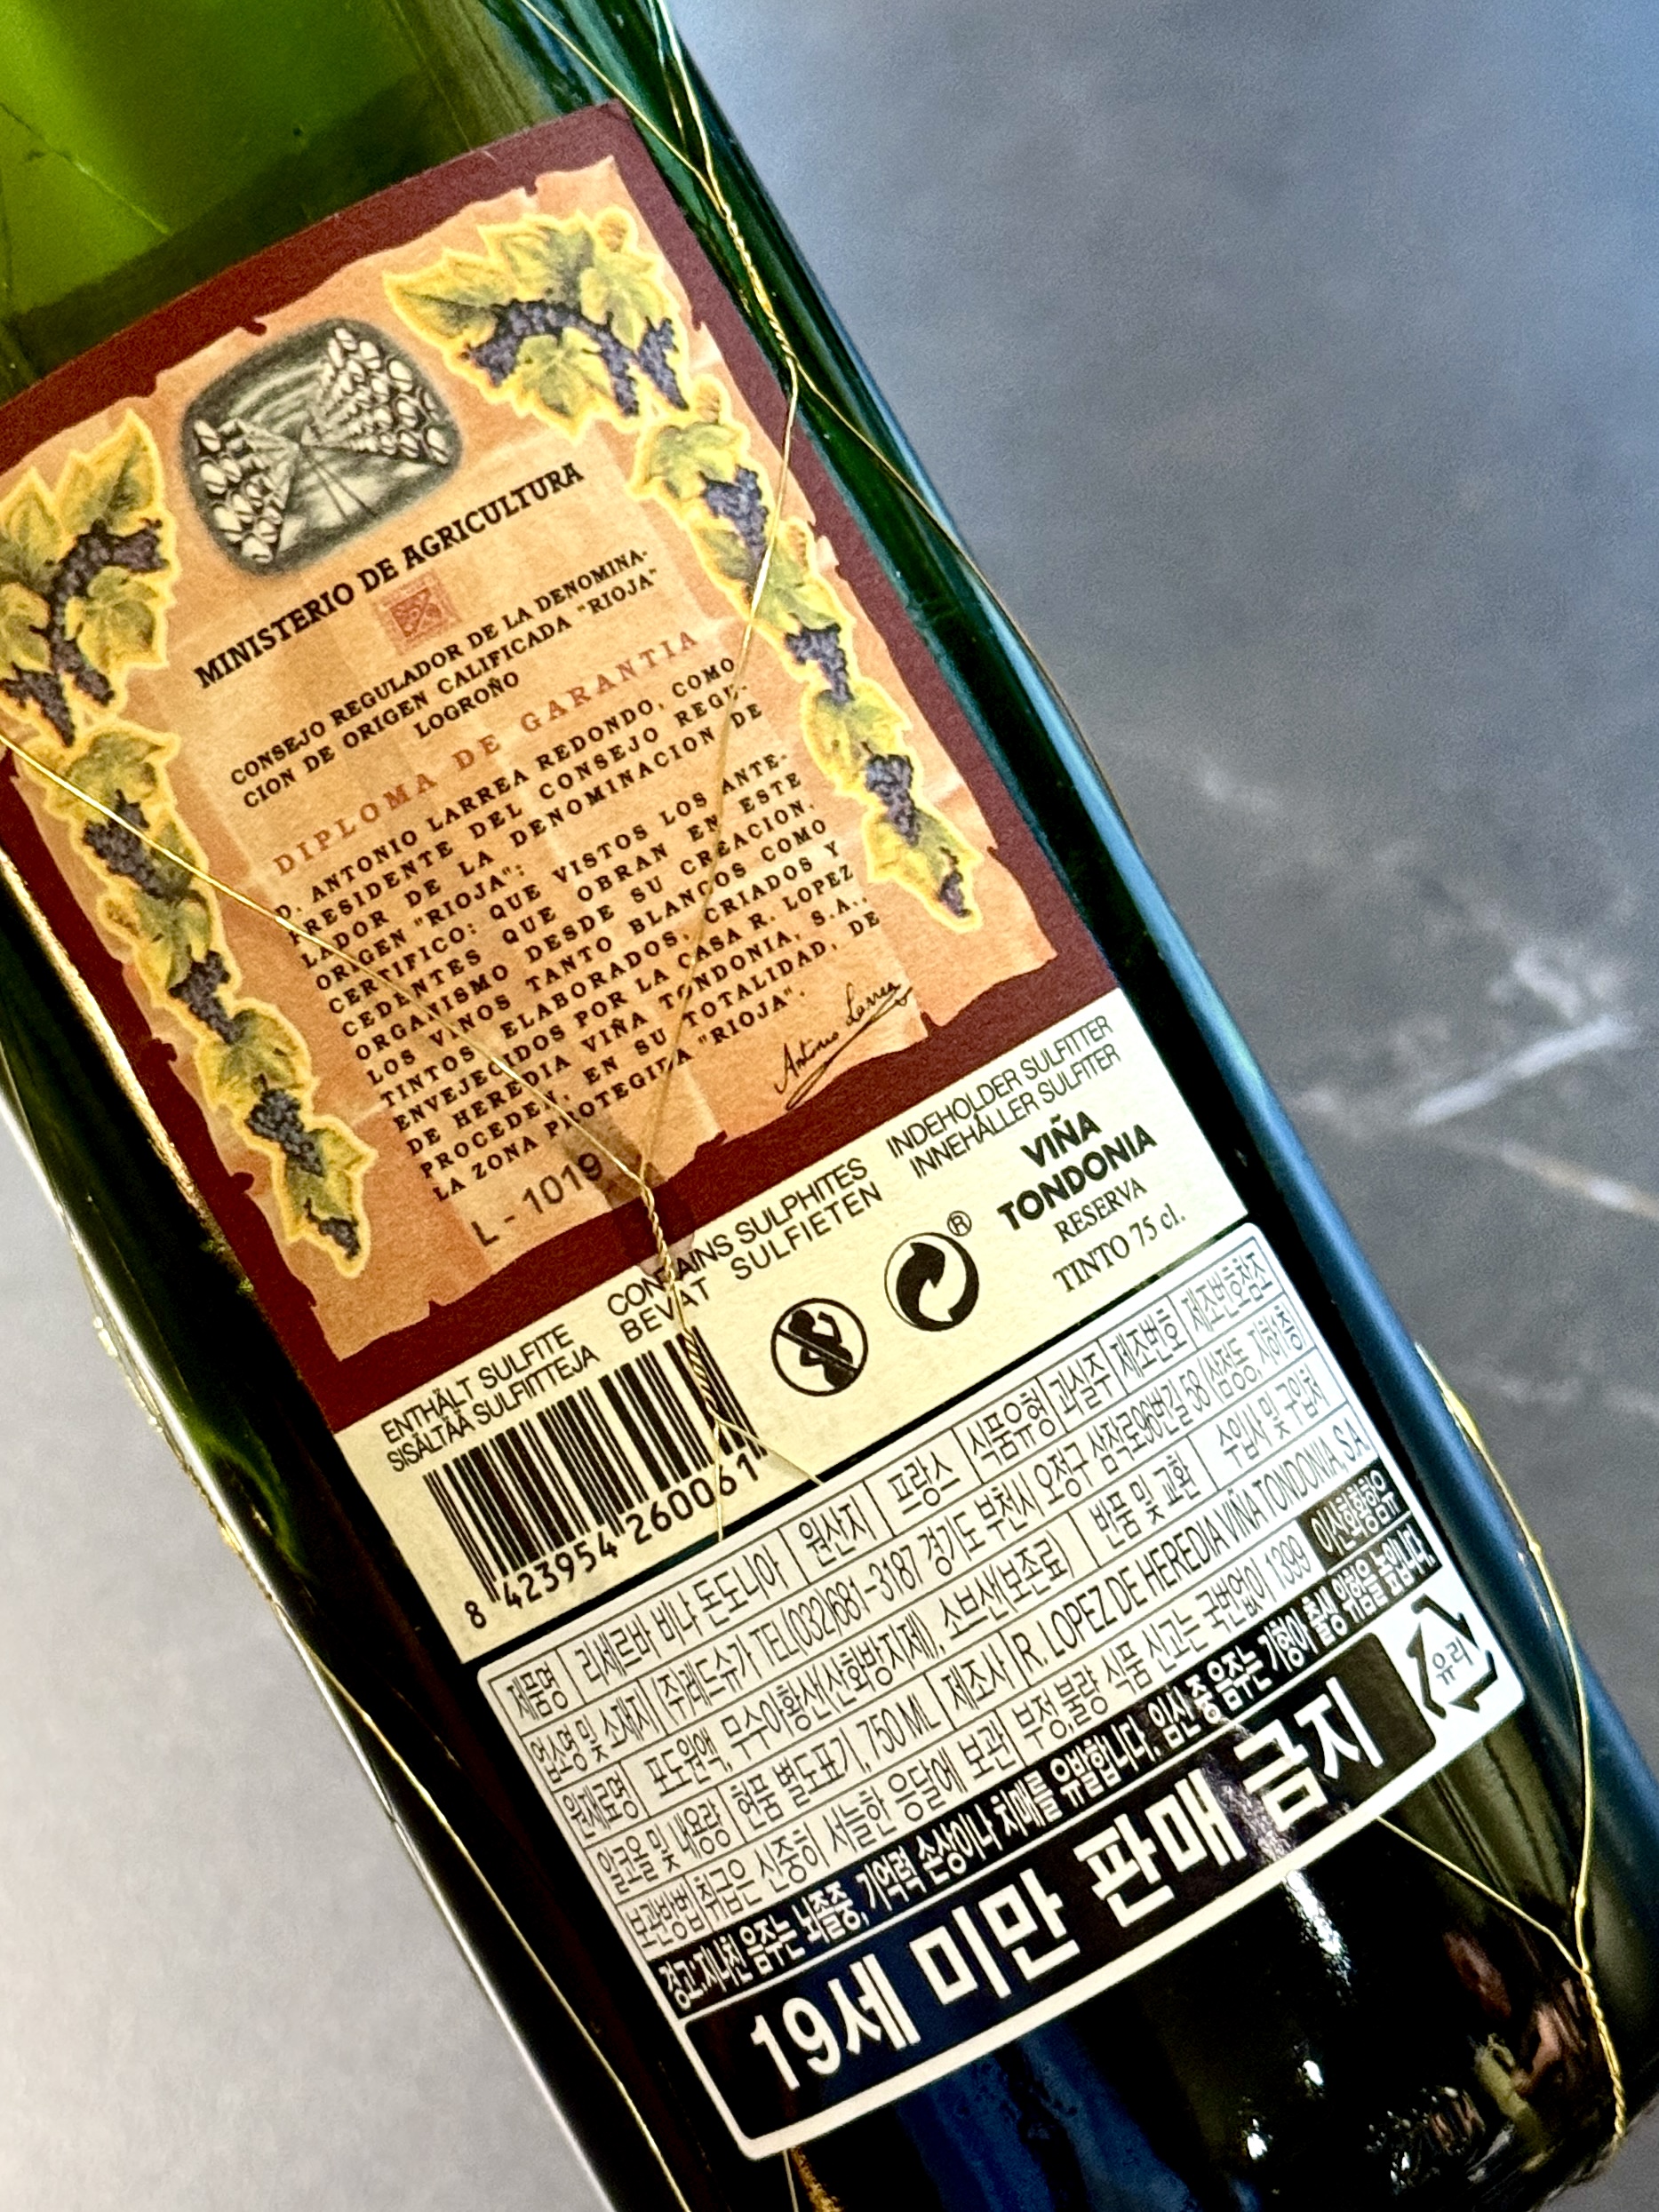 MINISTERIO DE AGRICULTURA
CONSEJO REGULADOR DE LA DENOMINA-
CION DE ORIGEN CALIFICADA "RIOJA"
LOGROÑO
DIPLOMA DE GARANTIA
D. ANTONIO LARREA REDONDO, COMO
PRESIDENTE DEL CONSEJO REGU-
LADOR DE LA DENOMINACION DE
ORIGEN "RIOJA":
CERTIFICO: QUE VISTOS LOS ANTE-
CEDENTES QUE OBRAN EN ESTE
ORGANISMO DESDE SU CREACION,
LOS VINOS TANTO BLANCOS COMO
TINTOS ELABORADOS, CRIADOS Y
ENVEJECIDOS POR LA CASA R. LOPEZ
DE HEREDIA VIÑA TONDONIA, S.A.,
PROCEDEN, EN SU TOTALIDAD, DE
LA ZONA PROTEGIDA "RIOJA".
Antonio Larrea
L - 1019
ENTHÄLT SULFITE CONTAINS SULPHITES INDEHOLDER SULFITTER
SISÄLTÄÄ SULFIITTEJA BEVAT SULFIETEN INNEHÅLLER SULFITER
VIÑA
TONDONIA
RESERVA
TINTO 75 cl.
®
8 423954 260061
제품명 리세르바 비냐 돈도니아 원산지 프랑스 식품유형 과실주 제조번호 제조번호참조
업소명 및 소재지 (주)레드슈가 TEL(032)681-3187 경기도 부천시 오정구 삼작로96번길 58 (삼정동, 지하1층)
원재료명 포도원액, 무수아황산(산화방지제), 소브산(보존료) 반품 및 교환 수입사 및 구입처
알코올 및 내용량 현품 별도표기, 750 ML 제조사 R. LOPEZ DE HEREDIA VIÑA TONDONIA, S.A.
보관방법 취급은 신중히 서늘한 응달에 보관 부정,불량 식품 신고는 국번없이 1399 이산화황함유
경고:지나친 음주는 뇌졸중, 기억력 손상이나 치매를 유발합니다. 임신 중 음주는 기형아 출생 위험을 높입니다.
19세 미만 판매 금지
유리